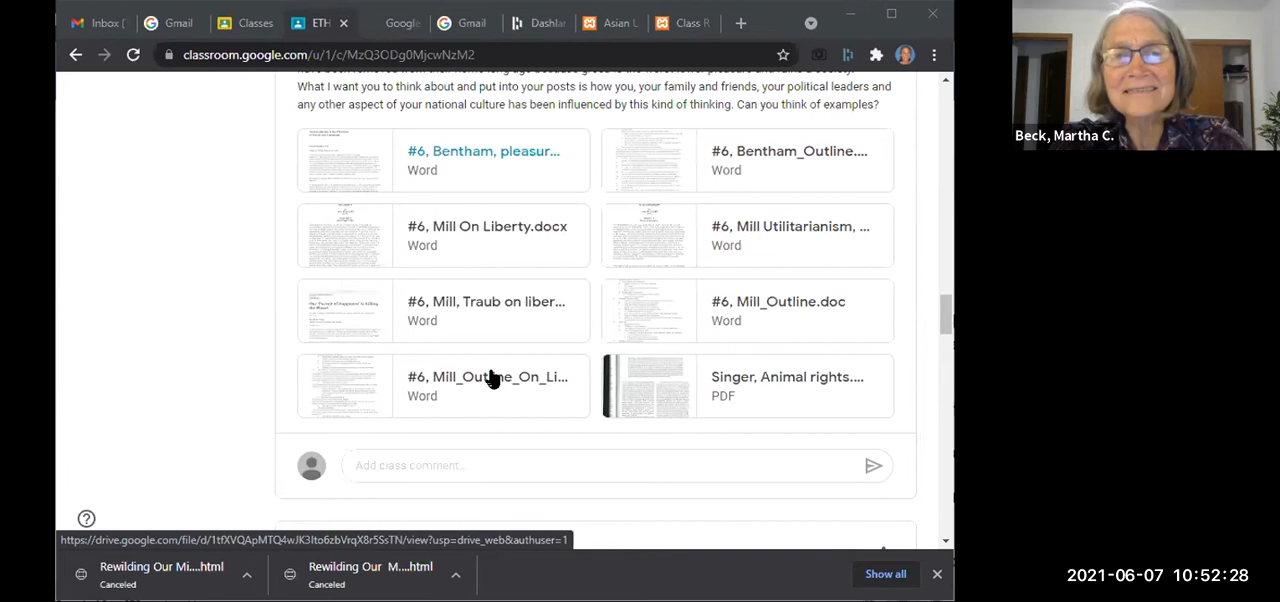 Inbox (
Gmail
Classes
ETH
Google
Gmail
Dashl
Asian L
Class R
classroom.google.com/u/1/c/MzQ3ODg0MjcwNzM2
What I want you to think about and put into your posts is how you, your family and friends, your political leaders and
any other aspect of your national culture has been influenced by this kind of thinking. Can you think of examples?
#6, Bentham, pleasur...
Word
#6, Bentham_Outline....
Word
#6, Mill On Liberty.docx
Word
#6, Mill Utilitarianism, ...
Word
#6, Mill, Traub on liber...
Word
#6, Mill_Outline.doc
Word
#6, Mill_Outline_On_Li...
Word
Singer, Animal rights....
PDF
Add class comment...
https://drive.google.com/file/d/1tfXVQApMTQ4wJK3Ito6zbVrqX8r5SsTN/view?usp=drive_web&authuser=1
Rewilding Our Mi....html
Canceled
Rewilding Our M....html
Canceled
Show all
Beck, Martha C.
2021-06-07 10:52:28